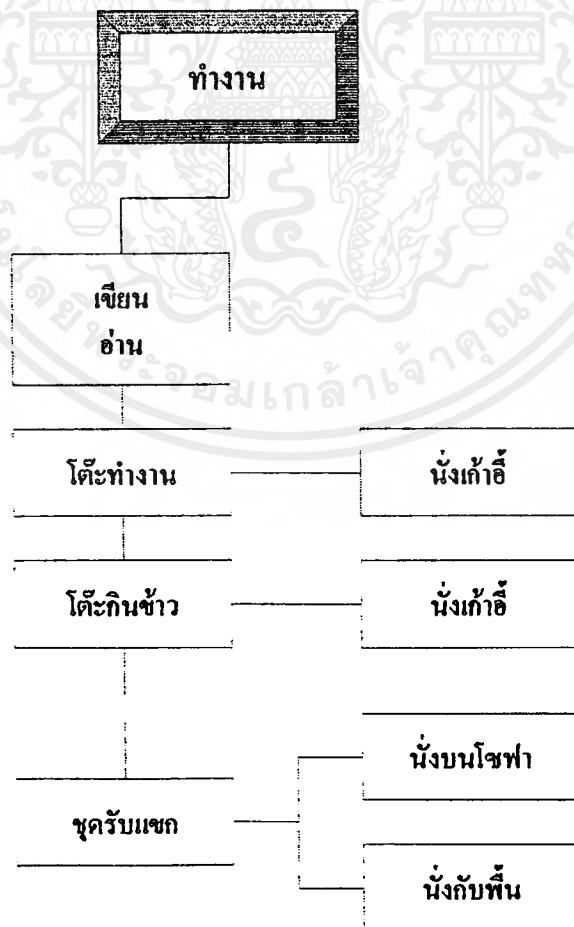 ทำงาน
เขียน
อ่าน
โต๊ะทำงาน
นั่งเก้าอี้
โต๊ะกินข้าว
นั่งเก้าอี้
นั่งบนโซฟา
ชุดรับแขก
นั่งกับพื้น